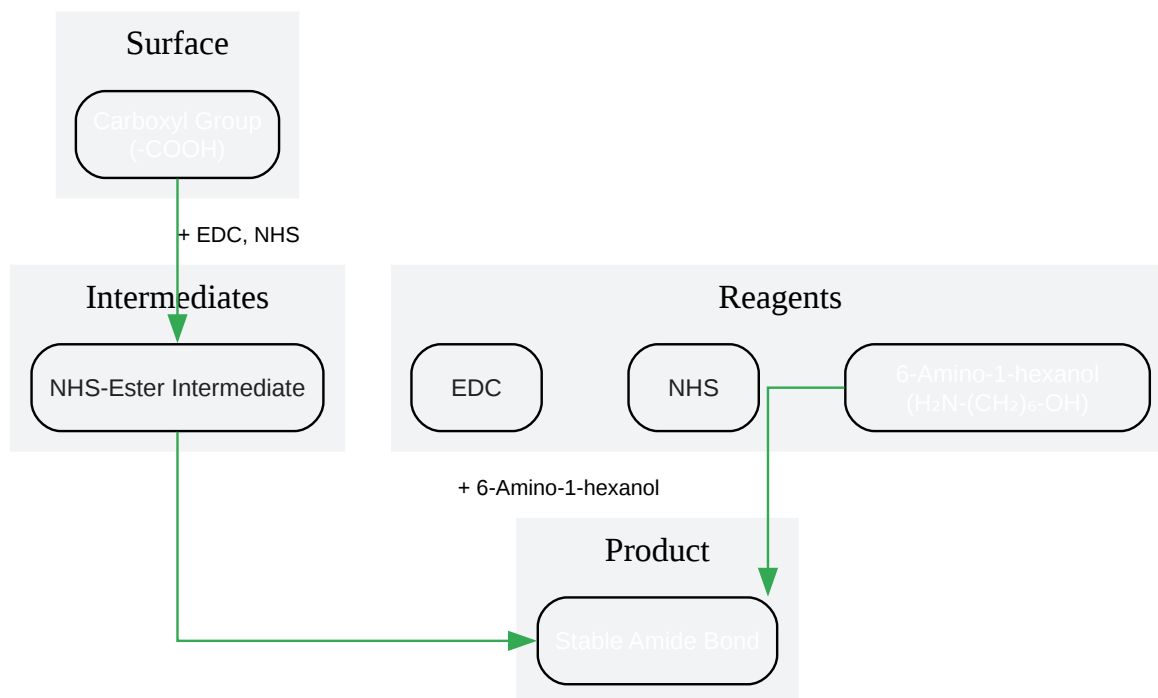 Surface
Carboxyl Group
(-COOH)
+ EDC, NHS
Intermediates
NHS-Ester Intermediate
Reagents
EDC
NHS
6-Amino-1-hexanol
(H₂N-(CH₂)₆-OH)
+ 6-Amino-1-hexanol
Product
Stable Amide Bond